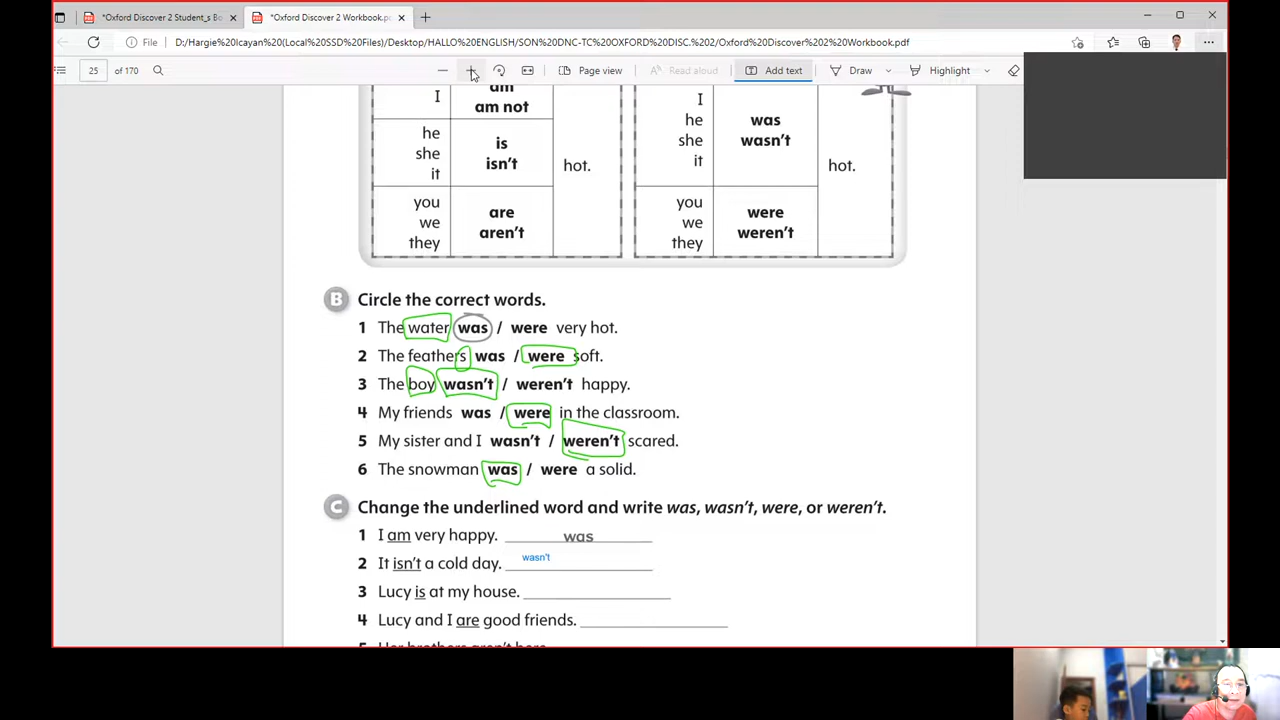 *Oxford Discover 2 Student_s Bo
*Oxford Discover 2 Workbook.pdf
File D:/Hargie%20Icayan%20(Local%20SSD%20Files)/Desktop/HALLO%20ENGLISH/SON%20DNC-TC%20OXFORD%20DISC.%202/Oxford%20Discover%202%20Workbook.pdf
25 of 170 Page view Read aloud Add text Draw Highlight
I am
am not
he
she
it
is
isn't
hot.
you
we
they
are
aren't
I
he
she
it
was
wasn't
hot.
you
we
they
were
weren't
B Circle the correct words.
1 The water was / were very hot.
2 The feathers was / were soft.
3 The boy wasn't / weren't happy.
4 My friends was / were in the classroom.
5 My sister and I wasn't / weren't scared.
6 The snowman was / were a solid.
C Change the underlined word and write was, wasn't, were, or weren't.
1 I am very happy. was
2 It isn't a cold day. wasn't
3 Lucy is at my house.
4 Lucy and I are good friends.
5 Her brothers aren't here.